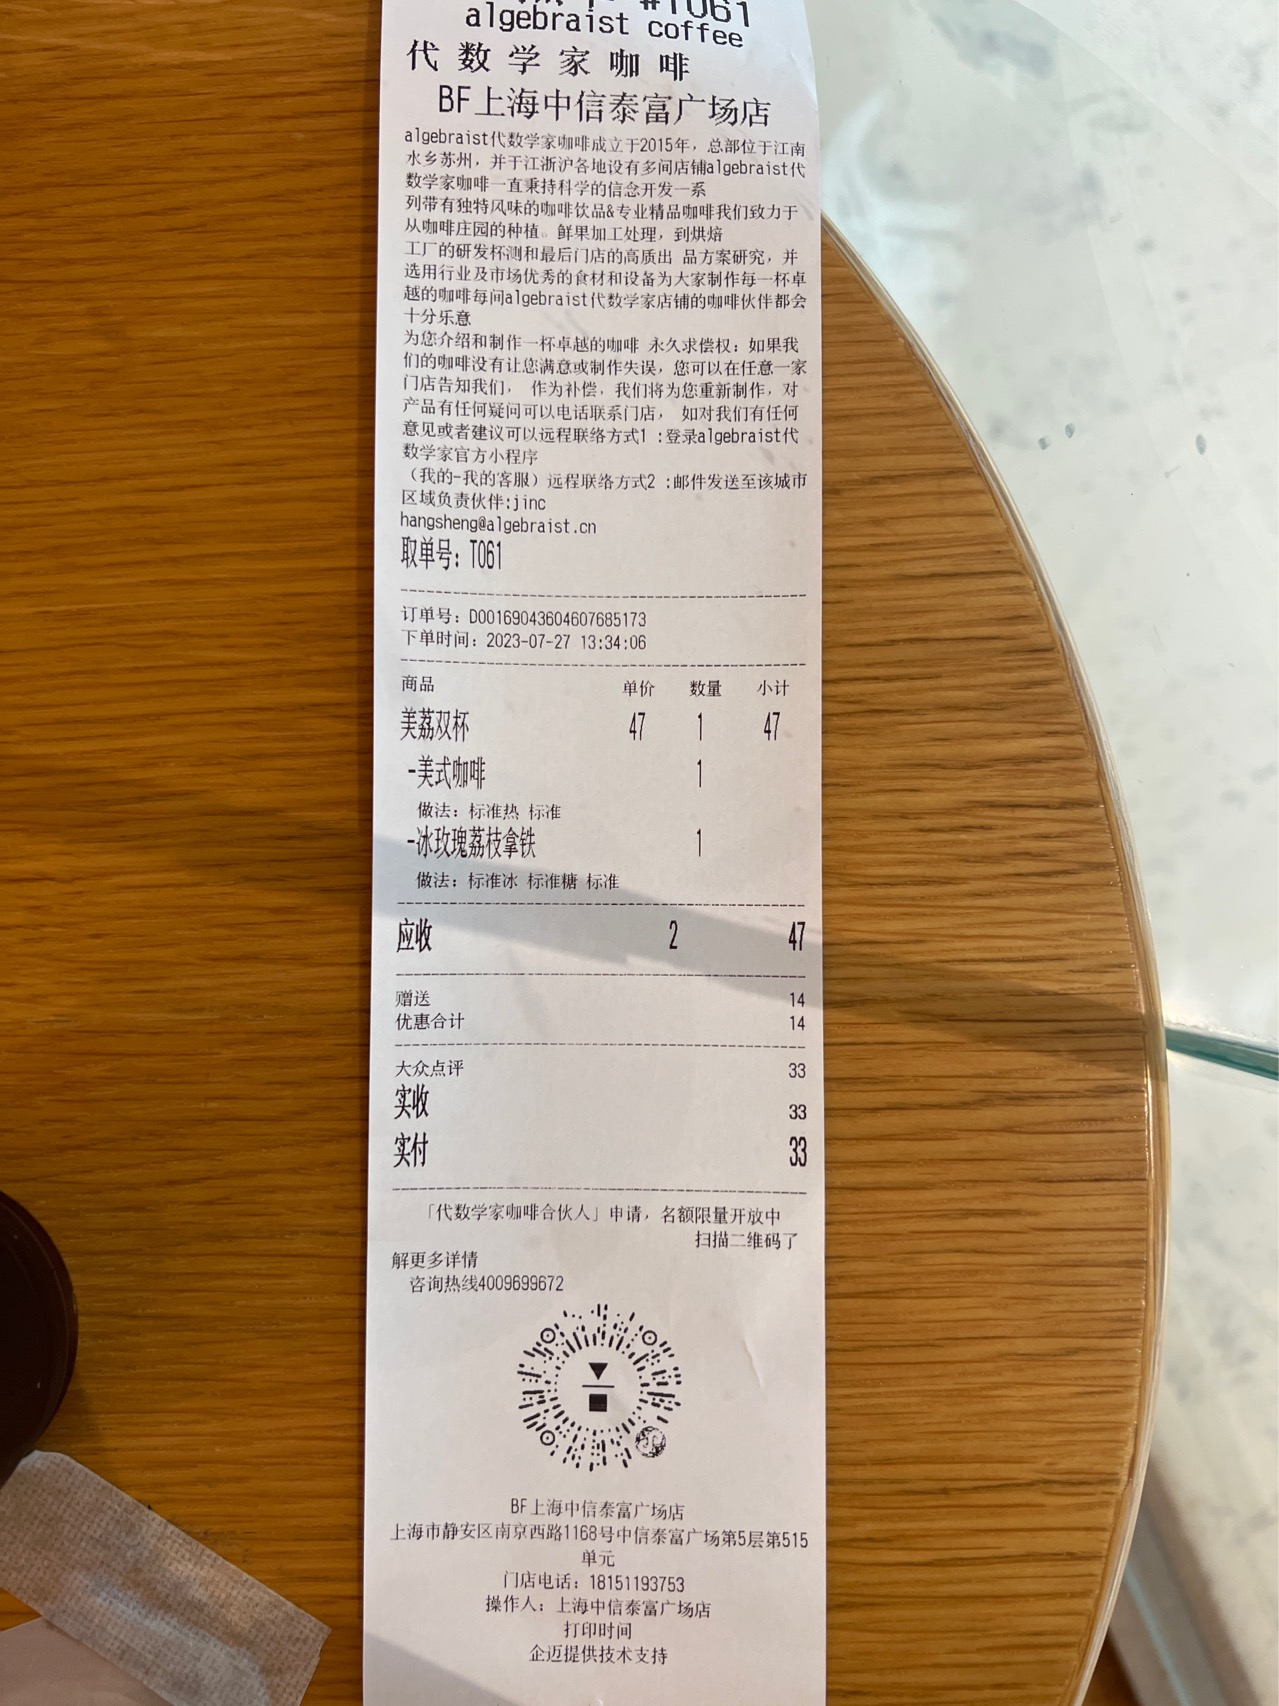 #T061
algebraist coffee
代数学家咖啡
BF上海中信泰富广场店
algebraist代数学家咖啡成立于2015年，总部位于江南
水乡苏州，并于江浙沪各地设有多间店铺algebraist代
数学家咖啡一直秉持科学的信念开发一系
列带有独特风味的咖啡饮品&专业精品咖啡我们致力于
从咖啡庄园的种植。鲜果加工处理，到烘焙
工厂的研发杯测和最后门店的高质出 品方案研究，并
选用行业及市场优秀的食材和设备为大家制作每一杯卓
越的咖啡每间algebraist代数学家店铺的咖啡伙伴都会
十分乐意
为您介绍和制作一杯卓越的咖啡 永久求偿权：如果我
们的咖啡没有让您满意或制作失误，您可以在任意一家
门店告知我们， 作为补偿，我们将为您重新制作，对
产品有任何疑问可以电话联系门店， 如对我们有任何
意见或者建议可以远程联络方式1 :登录algebraist代
数学家官方小程序
（我的-我的客服）远程联络方式2 :邮件发送至该城市
区域负责伙伴:jinc
hangsheng@algebraist.cn
取单号：T061
订单号：D00169043604607685173
下单时间：2023-07-27 13:34:06
商品 单价 数量 小计
美荔双杯 47 1 47
-美式咖啡 1
做法：标准热 标准
-冰玫瑰荔枝拿铁 1
做法：标准冰 标准糖 标准
应收 2 47
赠送 14
优惠合计 14
大众点评 33
实收 33
实付 33
「代数学家咖啡合伙人」申请，名额限量开放中
扫描二维码了
解更多详情
咨询热线4009699672
BF上海中信泰富广场店
上海市静安区南京西路1168号中信泰富广场第5层第515
单元
门店电话：18151193753
操作人：上海中信泰富广场店
打印时间
企迈提供技术支持